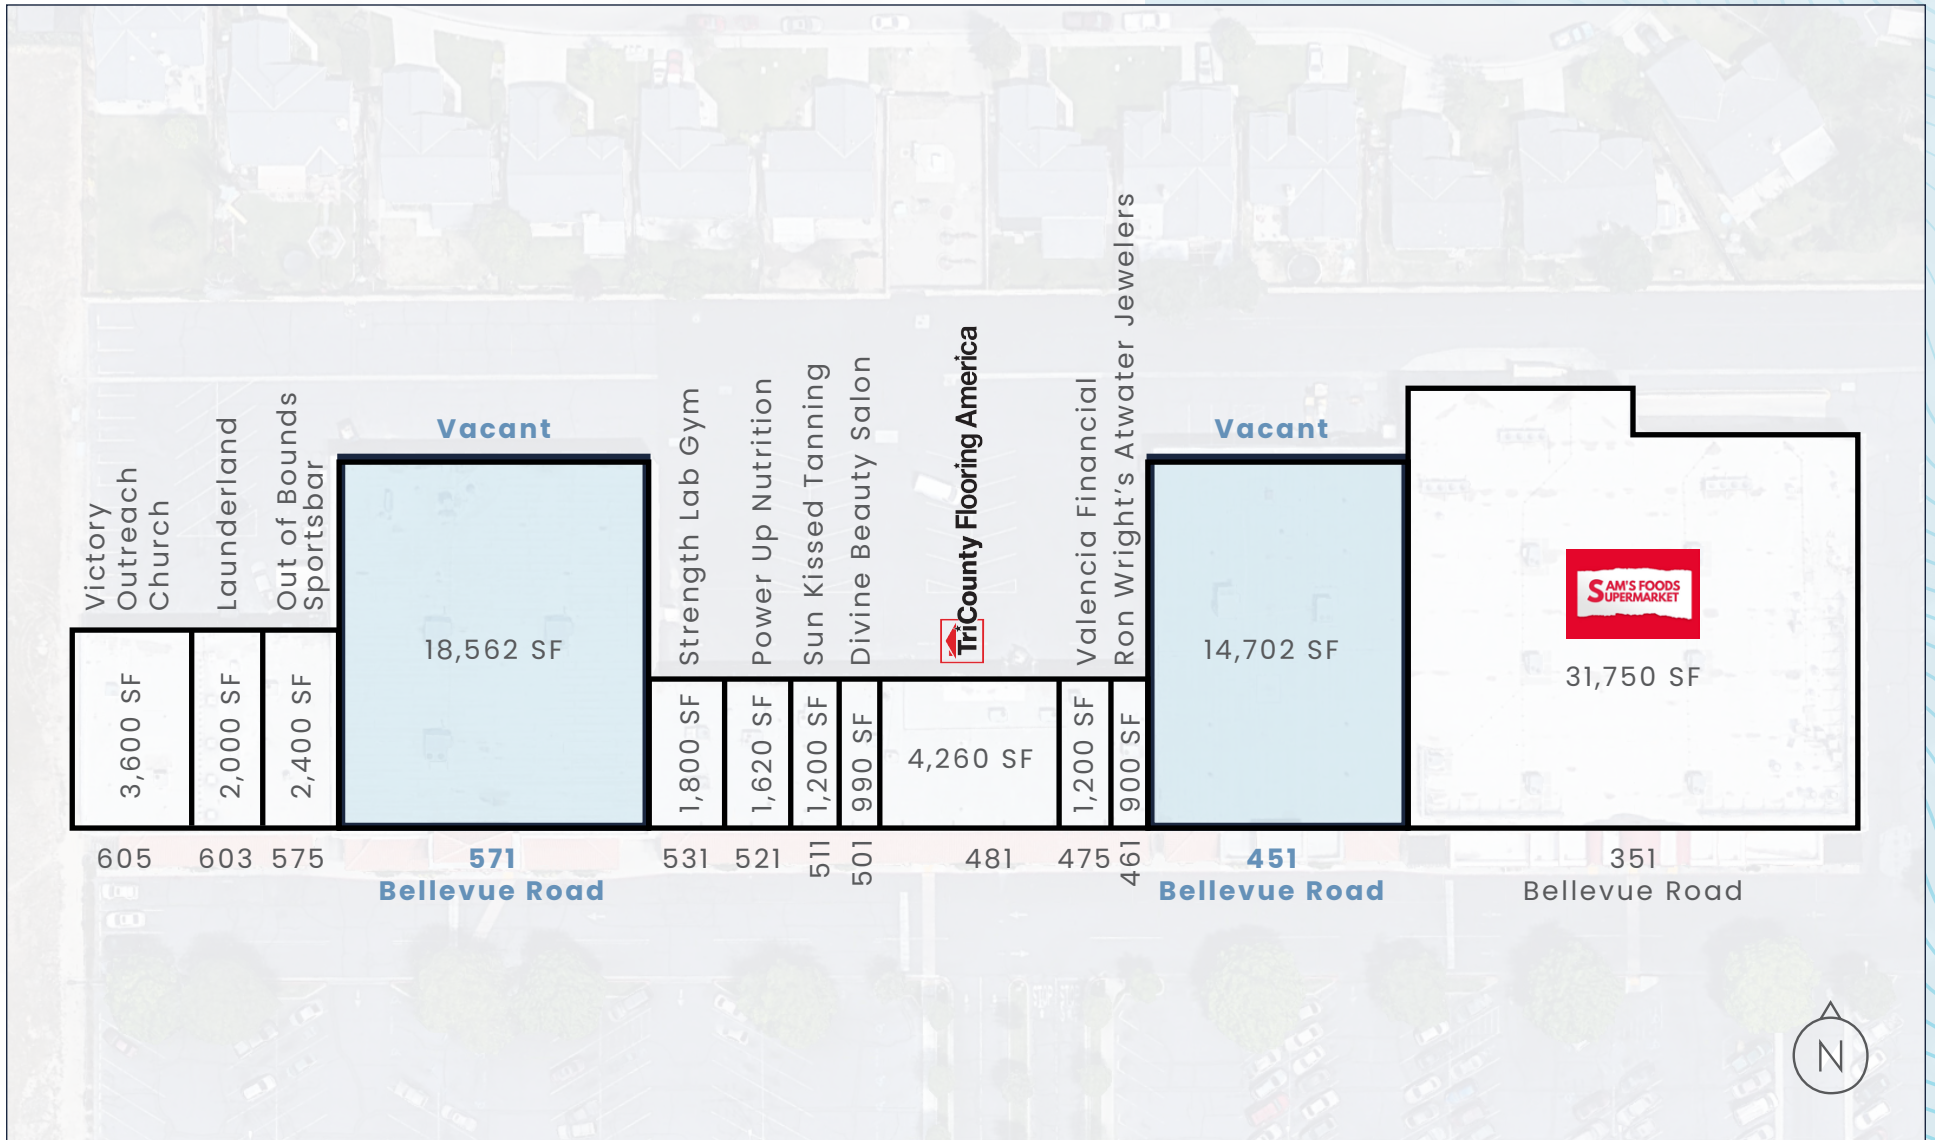 Victory
Outreach
Church
Launderland
Out of Bounds
Sportsbar
Vacant
Strength Lab Gym
Power Up Nutrition
Sun Kissed Tanning
Divine Beauty Salon
TriCounty Flooring America
Valencia Financial
Ron Wright’s Atwater Jewelers
Vacant
SAM'S FOODS
SUPERMARKET
3,600 SF
2,000 SF
2,400 SF
18,562 SF
1,800 SF
1,620 SF
1,200 SF
990 SF
4,260 SF
1,200 SF
900 SF
14,702 SF
31,750 SF
605
603
575
571
Bellevue Road
531
521
511
501
481
475
461
451
Bellevue Road
351
Bellevue Road
N